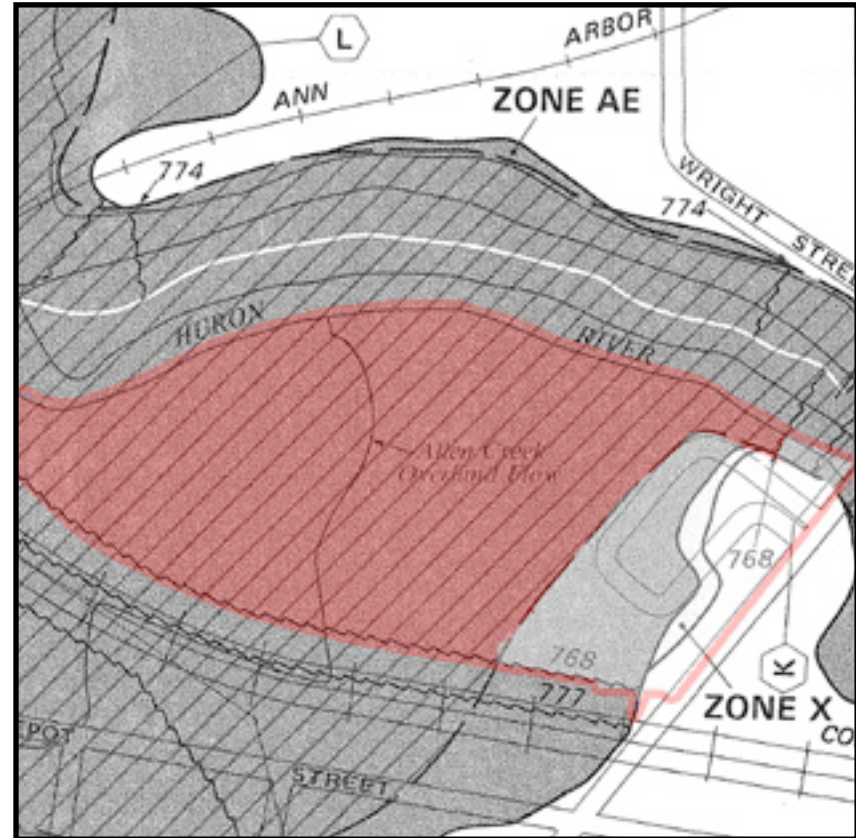 L
ARBOR
ANN
ZONE AE
774
WRIGHT STREE
774
HURON
RIVER
Allen Creek
Overland Flow
768
768
K
777
ZONE X
CO
POT
STREET